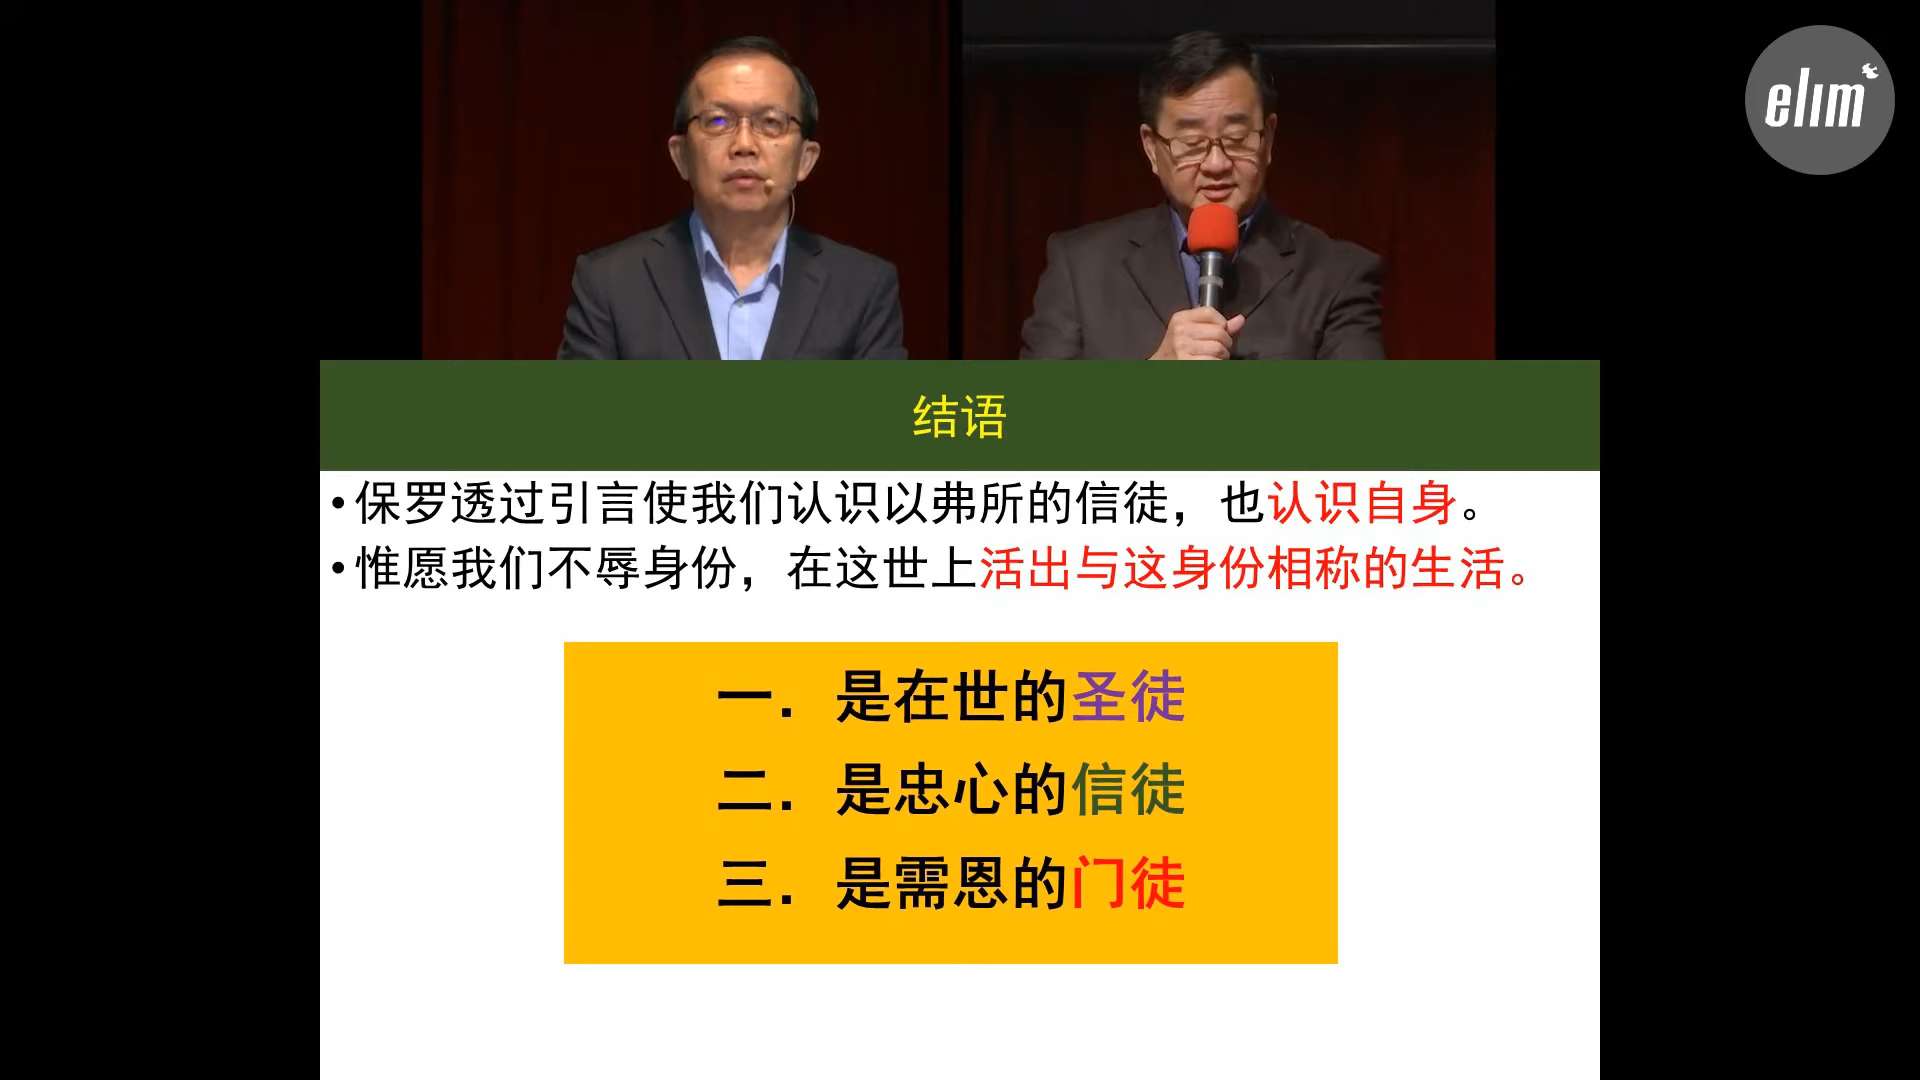 elim
结语
•保罗透过引言使我们认识以弗所的信徒，也认识自身。
•惟愿我们不辱身份，在这世上活出与这身份相称的生活。
一．是在世的圣徒
二．是忠心的信徒
三．是需恩的门徒